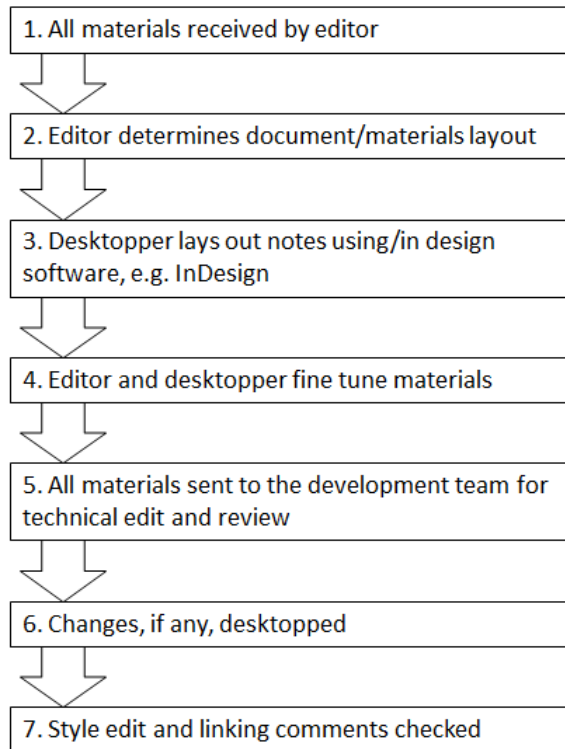 1. All materials received by editor
2. Editor determines document/materials layout
3. Desktopper lays out notes using/in design
software, e.g. InDesign
4. Editor and desktopper fine tune materials
5. All materials sent to the development team for
technical edit and review
6. Changes, if any, desktopped
7. Style edit and linking comments checked